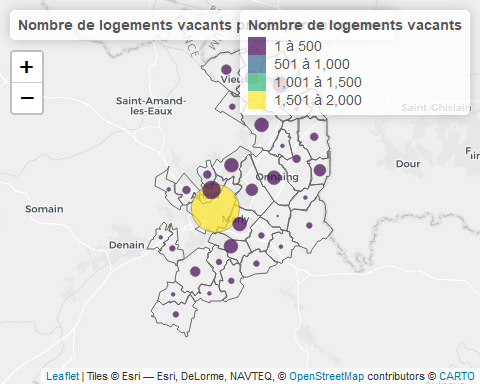 Nombre de logements vacants p
Nombre de logements vacants
1 à 500
501 à 1,000
1,001 à 1,500
1,501 à 2,000
+
−
Saint-Amand-
les-Eaux
Saint-Ghislain
Onnaing
Dour
Somain
Marly
Denain
Leaflet | Tiles © Esri — Esri, DeLorme, NAVTEQ, © OpenStreetMap contributors © CARTO